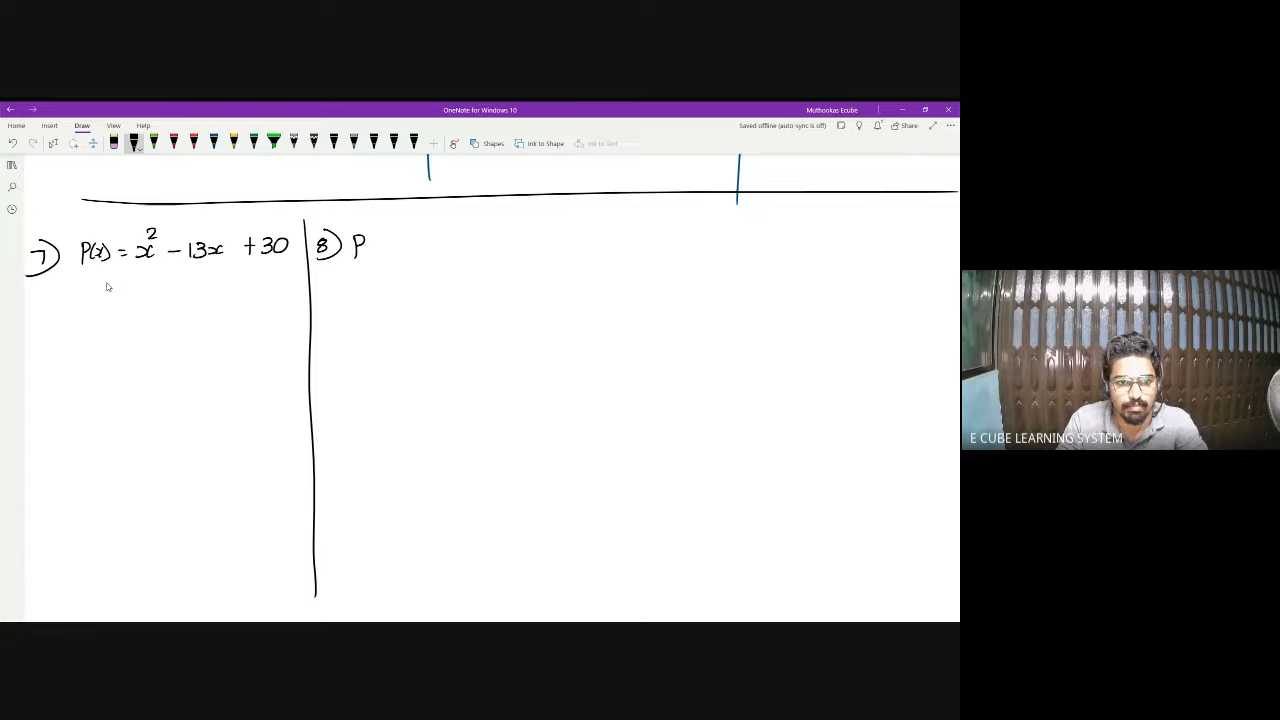 OneNote for Windows 10
Muthookas Ecube
Home Insert Draw View Help
Saved offline (auto-sync is off) Share
Shapes Ink to Shape Ink to Text
7) P(x) = x² - 13x + 30
8) P
E CUBE LEARNING SYSTEM